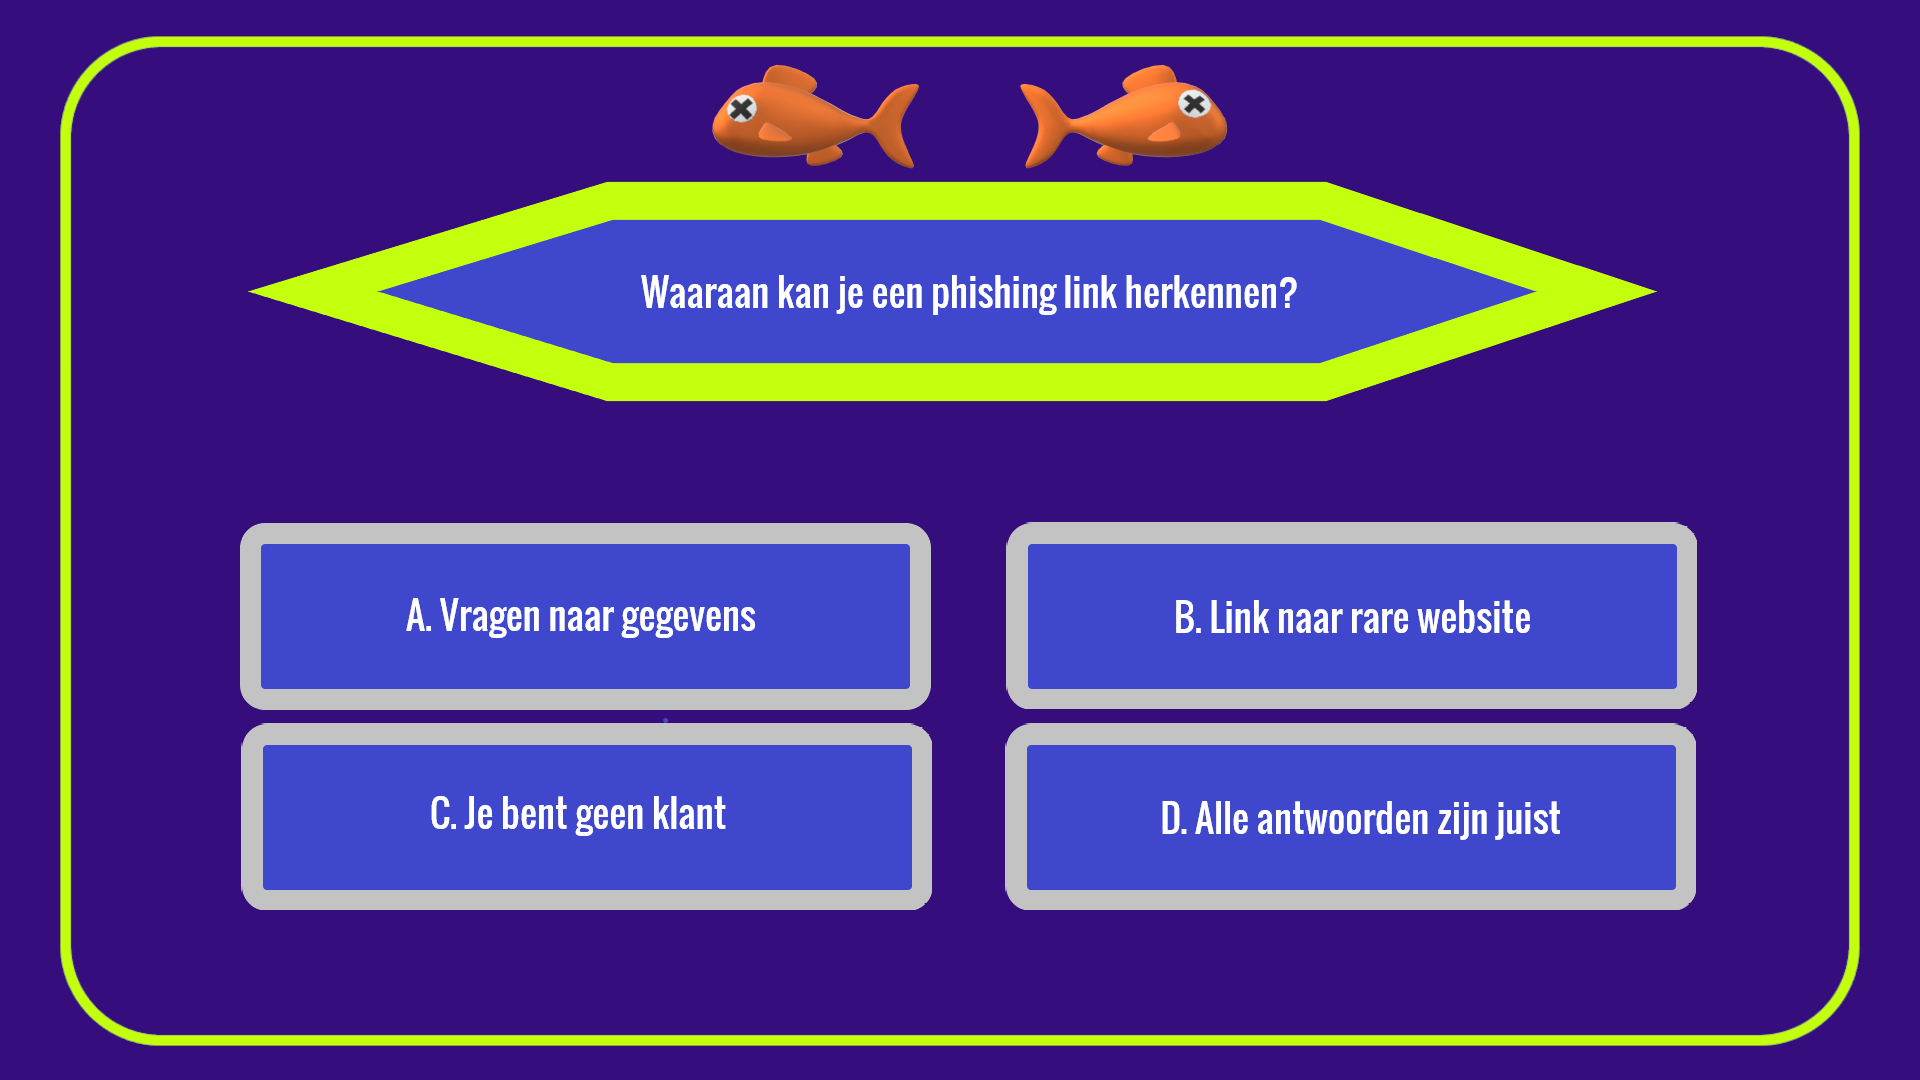 Waaraan kan je een phishing link herkennen?
A. Vragen naar gegevens
B. Link naar rare website
C. Je bent geen klant
D. Alle antwoorden zijn juist